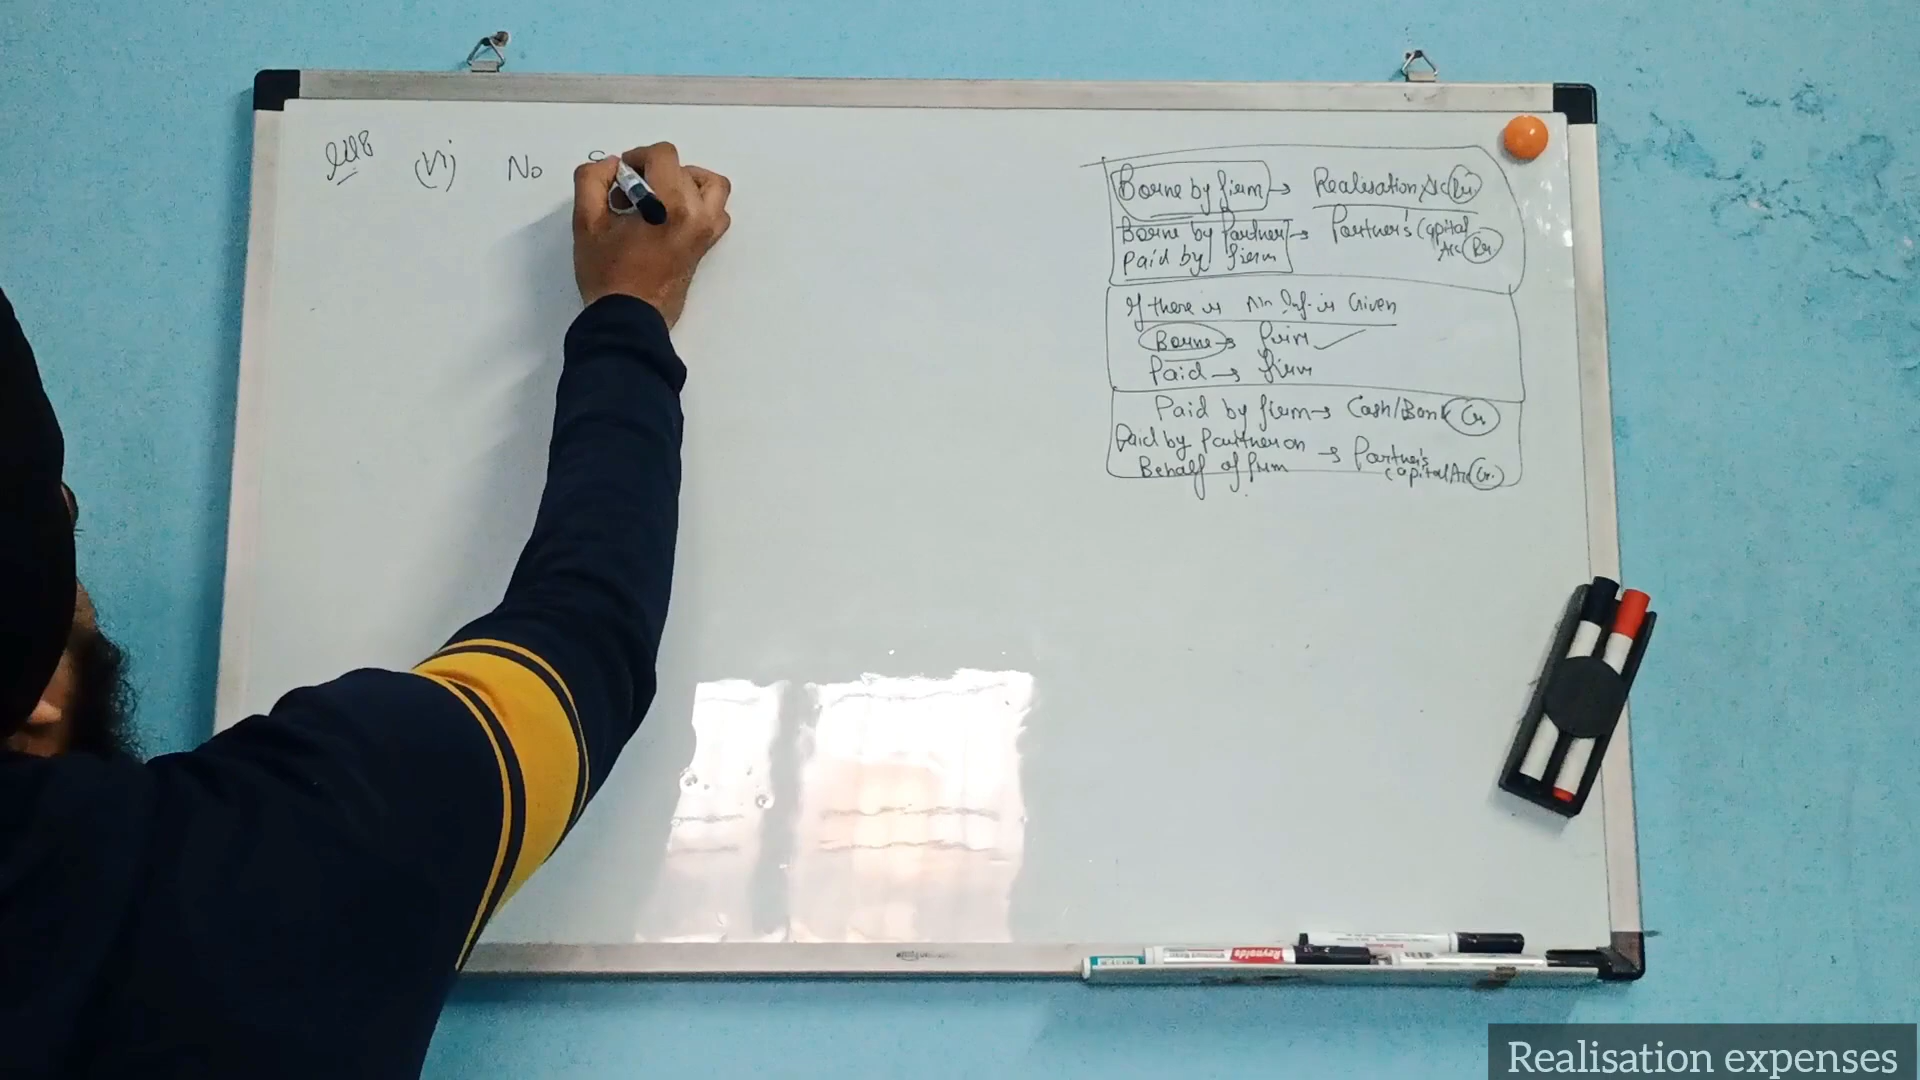 (vi) No
Borne by firm → Realisation A/c Dr.
Borne by Partner → Partner's Capital
A/c Dr.
Paid by firm
If there is no Inf. is Given
Borne → firm ✓
Paid → firm
Paid by firm → Cash/Bank Cr.
Paid by Partner on
Behalf of firm → Partner's
Capital A/c Cr.
Reynolds
Realisation expenses